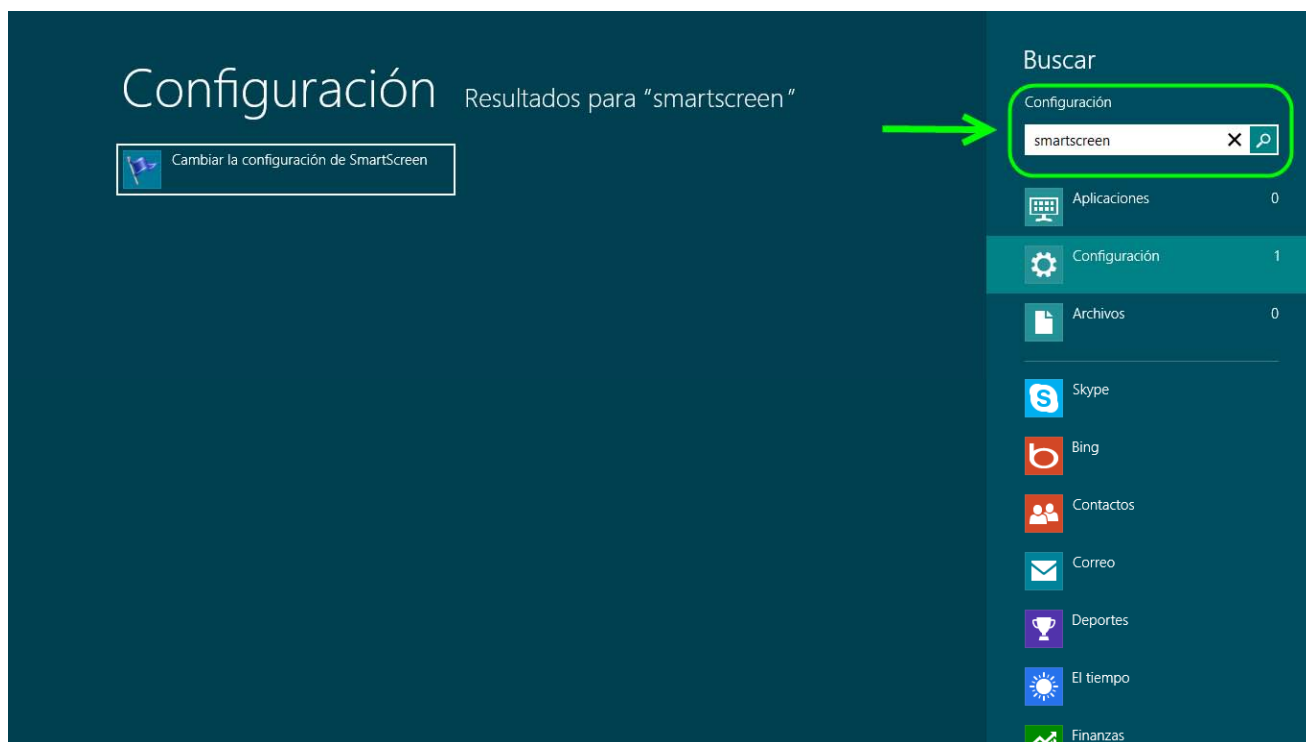 Configuración Resultados para "smartscreen"
Cambiar la configuración de SmartScreen
Buscar
Configuración
smartscreen
Aplicaciones 0
Configuración 1
Archivos 0
Skype
Bing
Contactos
Correo
Deportes
El tiempo
Finanzas